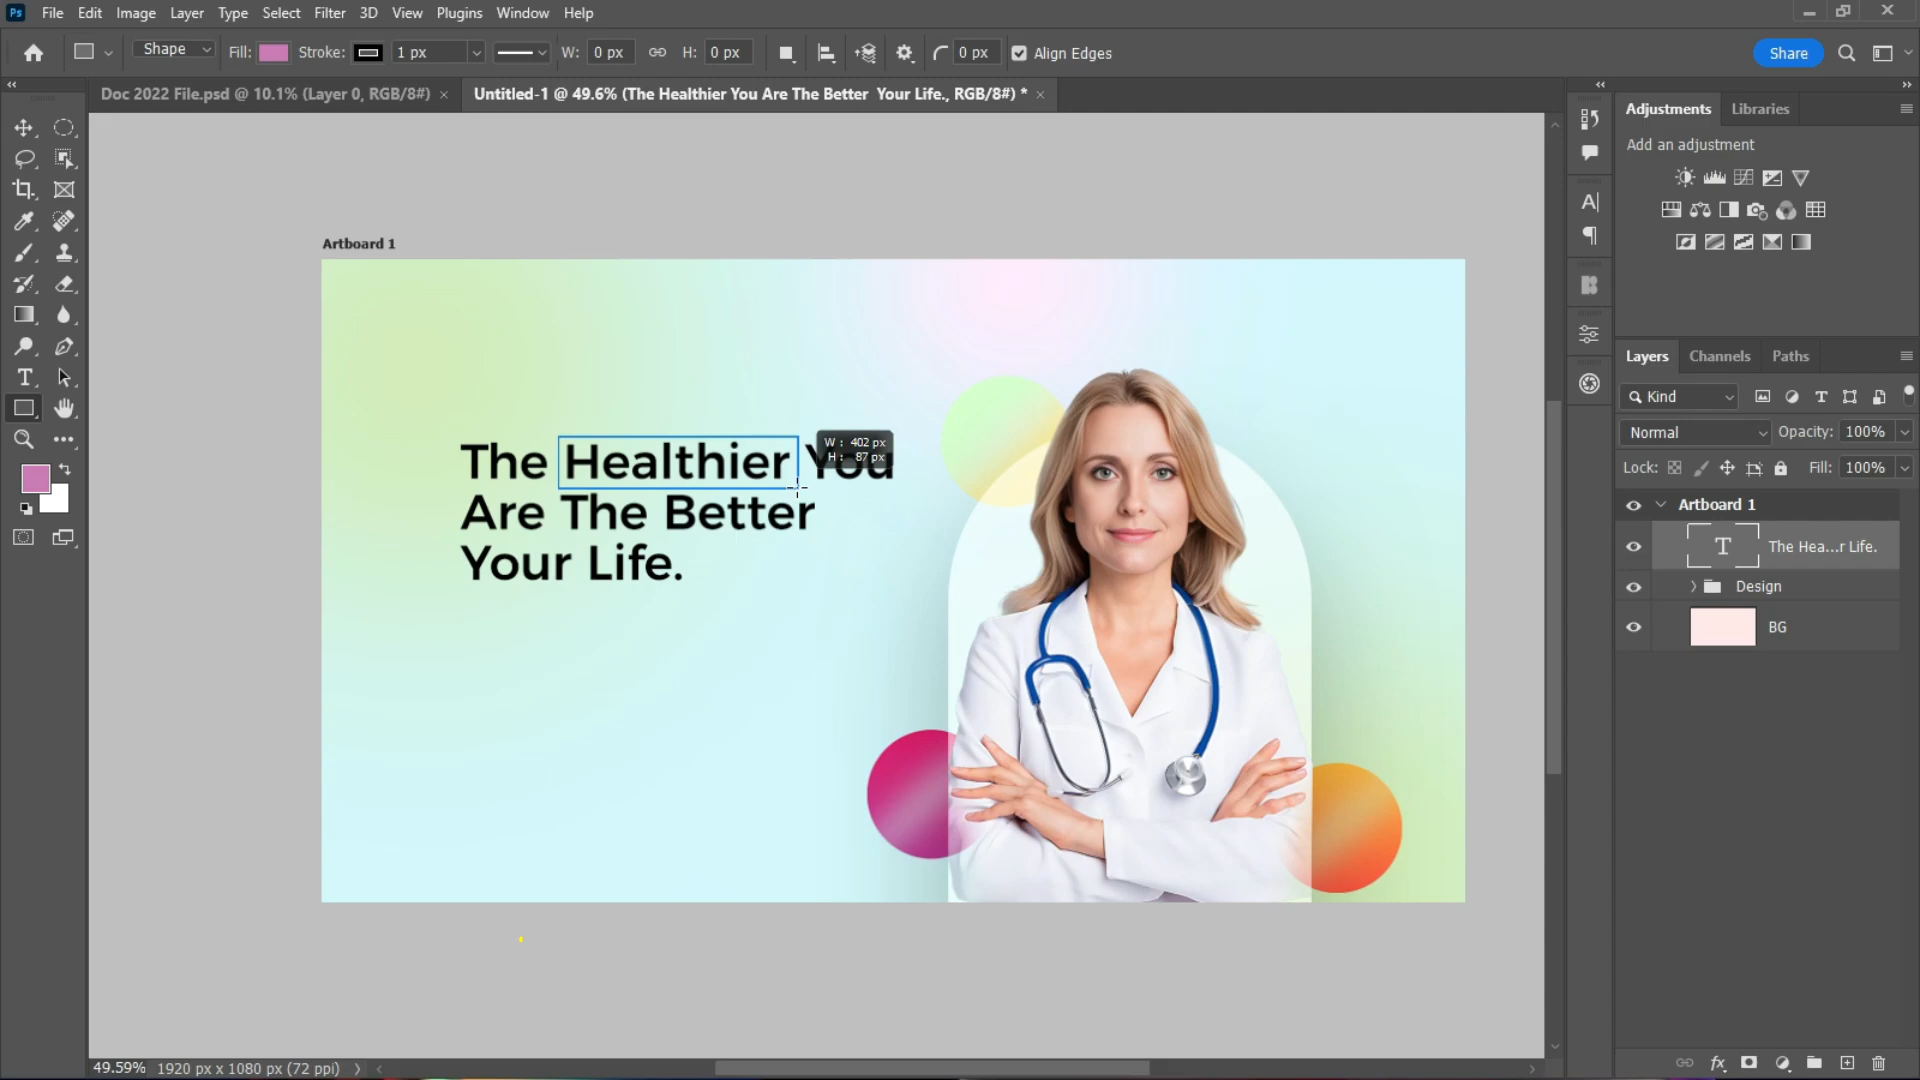 Ps File Edit Image Layer Type Select Filter 3D View Plugins Window Help
Shape Fill: Stroke: 1 px W: 0 px H: 0 px 0 px Align Edges Share
Doc 2022 File.psd @ 10.1% (Layer 0, RGB/8#) Untitled-1 @ 49.6% (The Healthier You Are The Better Your Life., RGB/8#) *
Adjustments Libraries
Add an adjustment
Artboard 1
Layers Channels Paths
Kind
Normal Opacity: 100%
Lock: Fill: 100%
Artboard 1
The Hea...r Life.
Design
BG
The Healthier You
Are The Better
Your Life.
W : 402 px
H : 87 px
49.59% 1920 px x 1080 px (72 ppi)